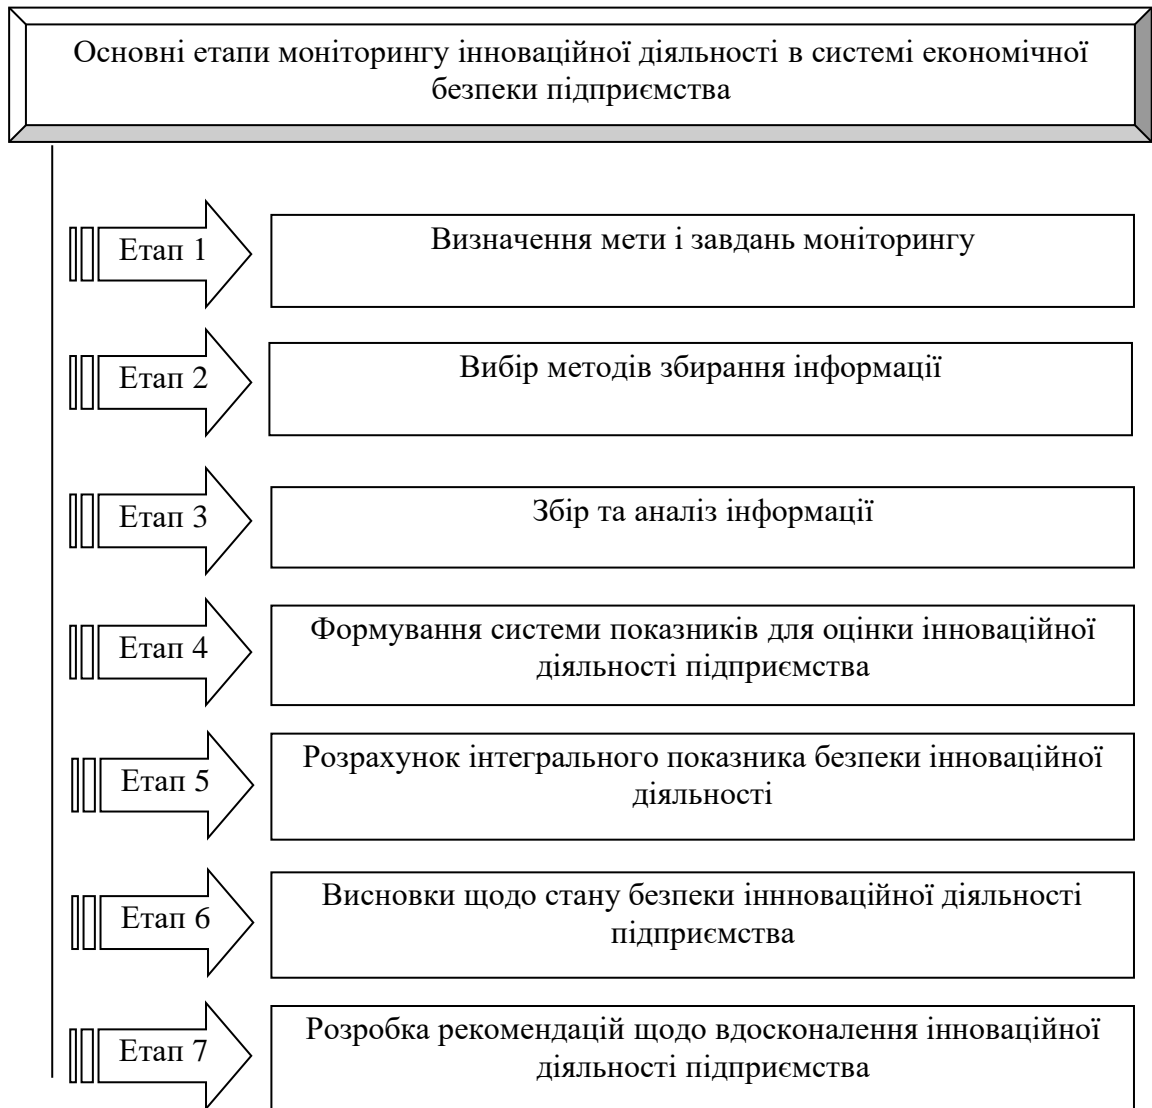 Основні етапи моніторингу інноваційної діяльності в системі економічної
безпеки підприємства
Етап 1
Визначення мети і завдань моніторингу
Етап 2
Вибір методів збирання інформації
Етап 3
Збір та аналіз інформації
Етап 4
Формування системи показників для оцінки інноваційної
діяльності підприємства
Етап 5
Розрахунок інтегрального показника безпеки інноваційної
діяльності
Етап 6
Висновки щодо стану безпеки іннноваційної діяльності
підприємства
Етап 7
Розробка рекомендацій щодо вдосконалення інноваційної
діяльності підприємства